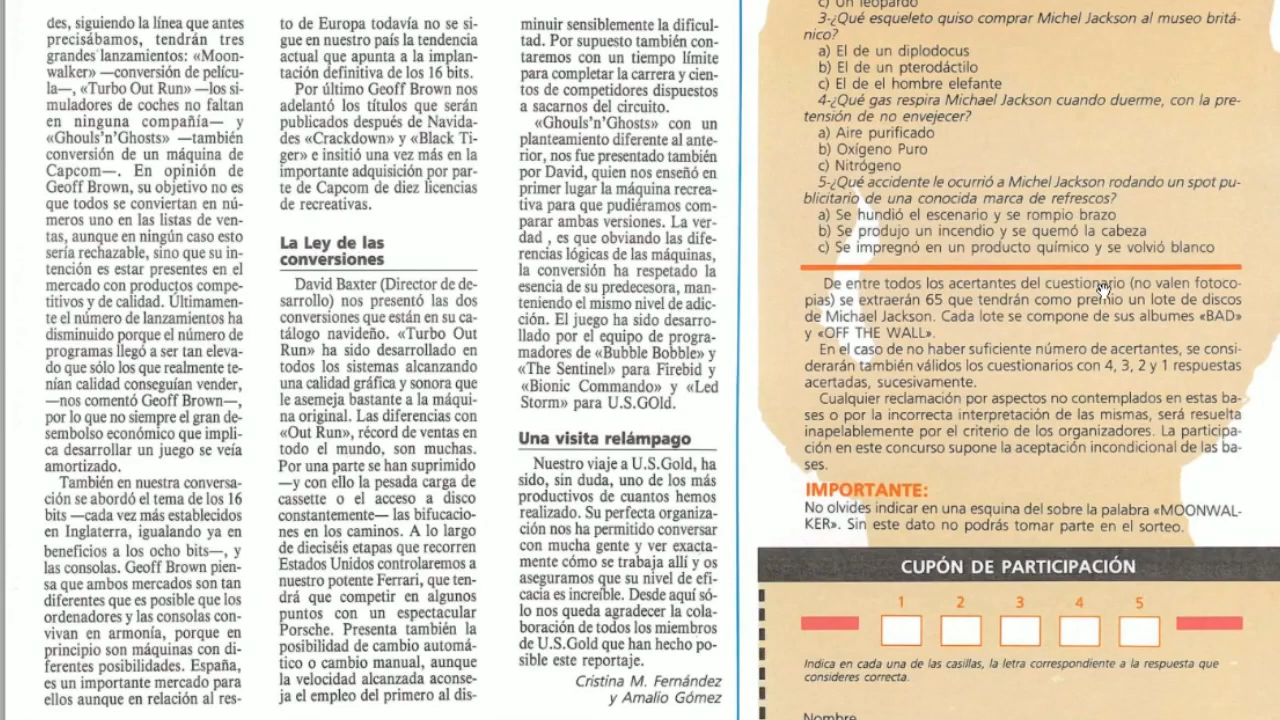 des, siguiendo la línea que antes
precisábamos, tendrán tres
grandes lanzamientos: «Moon-
walker» —conversión de pelícu-
la—, «Turbo Out Run» —los si-
muladores de coches no faltan
en ninguna compañía— y
«Ghouls'n'Ghosts» —también
conversión de un máquina de
Capcom—. En opinión de
Geoff Brown, su objetivo no es
que todos se conviertan en nú-
meros uno en las listas de ven-
tas, aunque en ningún caso esto
sería rechazable, sino que su in-
tención es estar presentes en el
mercado con productos compe-
titivos y de calidad. Últimamen-
te el número de lanzamientos ha
disminuido porque el número de
programas llegó a ser tan eleva-
do que sólo los que realmente te-
nían calidad conseguían vender,
—nos comentó Geoff Brown—,
por lo que no siempre el gran de-
sembolso económico que impli-
ca desarrollar un juego se veía
amortizado.
También en nuestra conversa-
ción se abordó el tema de los 16
bits —cada vez más establecidos
en Inglaterra, igualando ya en
beneficios a los ocho bits—, y
las consolas. Geoff Brown pien-
sa que ambos mercados son tan
diferentes que es posible que los
ordenadores y las consolas con-
vivan en armonía, porque en
principio son máquinas con di-
ferentes posibilidades. España,
es un importante mercado para
ellos aunque en relación al res-
to de Europa todavía no se si-
gue en nuestro país la tendencia
actual que apunta a la implan-
tación definitiva de los 16 bits.
Por último Geoff Brown nos
adelantó los títulos que serán
publicados después de Navida-
des «Crackdown» y «Black Ti-
ger» e insitió una vez más en la
importante adquisición por par-
te de Capcom de diez licencias
de recreativas.
La Ley de las
conversiones
David Baxter (Director de de-
sarrollo) nos presentó las dos
conversiones que están en su ca-
tálogo navideño. «Turbo Out
Run» ha sido desarrollado en
todos los sistemas alcanzando
una calidad gráfica y sonora que
le asemeja bastante a la máqui-
na original. Las diferencias con
«Out Run», récord de ventas en
todo el mundo, son muchas.
Por una parte se han suprimido
—y con ello la pesada carga de
cassette o el acceso a disco
constantemente— las bifurcacio-
nes en los caminos. A lo largo
de dieciséis etapas que recorren
Estados Unidos controlaremos a
nuestro potente Ferrari, que ten-
drá que competir en algunos
puntos con un espectacular
Porsche. Presenta también la
posibilidad de cambio automá-
tico o cambio manual, aunque
la velocidad alcanzada aconse-
ja el empleo del primero al dis-
minuir sensiblemente la dificul-
tad. Por supuesto también con-
taremos con un tiempo límite
para completar la carrera y cien-
tos de competidores dispuestos
a sacarnos del circuito.
«Ghouls'n'Ghosts» con un
planteamiento diferente al ante-
rior, nos fue presentado también
por David, quien nos enseñó en
primer lugar la máquina recrea-
tiva para que pudiéramos com-
parar ambas versiones. La ver-
dad , es que obviando las dife-
rencias lógicas de las máquinas,
la conversión ha respetado la
esencia de su predecesora, man-
teniendo el mismo nivel de adic-
ción. El juego ha sido desarro-
llado por el equipo de progra-
madores de «Bubble Bobble» y
«The Sentinel» para Firebid y
«Bionic Commando» y «Led
Storm» para U.S.GOld.
Una visita relámpago
Nuestro viaje a U.S.Gold, ha
sido, sin duda, uno de los más
productivos de cuantos hemos
realizado. Su perfecta organiza-
ción nos ha permitido conversar
con mucha gente y ver exacta-
mente cómo se trabaja allí y os
aseguramos que su nivel de efi-
cacia es increíble. Desde aquí só-
lo nos queda agradecer la cola-
boración de todos los miembros
de U.S.Gold que han hecho po-
sible este reportaje.
Cristina M. Fernández
y Amalio Gómez
c) Un leopardo
3-¿Qué esqueleto quiso comprar Michel Jackson al museo britá-
nico?
a) El de un diplodocus
b) El de un pterodáctilo
c) El de el hombre elefante
4-¿Qué gas respira Michael Jackson cuando duerme, con la pre-
tensión de no envejecer?
a) Aire purificado
b) Oxígeno Puro
c) Nitrógeno
5-¿Qué accidente le ocurrió a Michel Jackson rodando un spot pu-
blicitario de una conocida marca de refrescos?
a) Se hundió el escenario y se rompio brazo
b) Se produjo un incendio y se quemó la cabeza
c) Se impregnó en un producto químico y se volvió blanco
De entre todos los acertantes del cuestionario (no valen fotoco-
pias) se extraerán 65 que tendrán como premio un lote de discos
de Michael Jackson. Cada lote se compone de sus albumes «BAD»
y «OFF THE WALL».
En el caso de no haber suficiente número de acertantes, se consi-
derarán también válidos los cuestionarios con 4, 3, 2 y 1 respuestas
acertadas, sucesivamente.
Cualquier reclamación por aspectos no contemplados en estas ba-
ses o por la incorrecta interpretación de las mismas, será resuelta
inapelablemente por el criterio de los organizadores. La participa-
ción en este concurso supone la aceptación incondicional de las ba-
ses.
IMPORTANTE:
No olvides indicar en una esquina del sobre la palabra «MOONWAL-
KER». Sin este dato no podrás tomar parte en el sorteo.
CUPÓN DE PARTICIPACIÓN
1 2 3 4 5
Indica en cada una de las casillas, la letra correspondiente a la respuesta que
consideres correcta.
Nombre